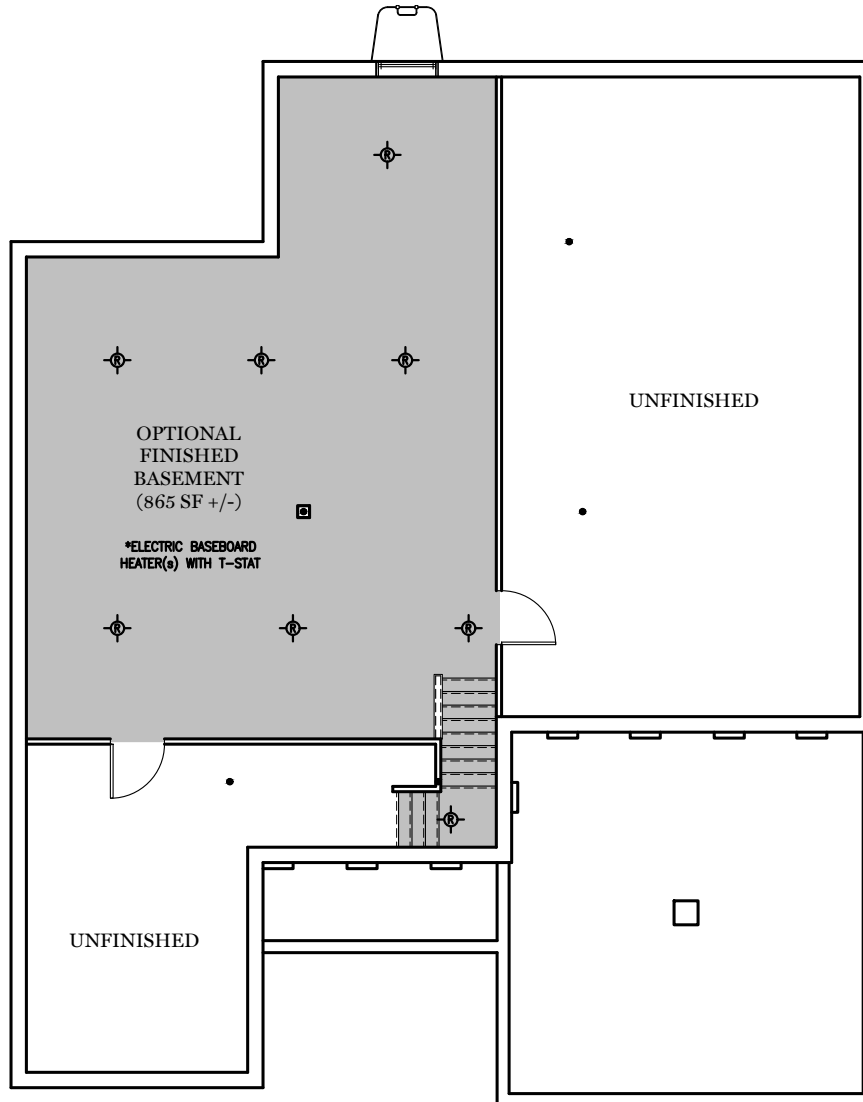 R
R
R
R
UNFINISHED
OPTIONAL
FINISHED
BASEMENT
(865 SF +/-)
*ELECTRIC BASEBOARD
HEATER(s) WITH T-STAT
R
R
R
R
UNFINISHED